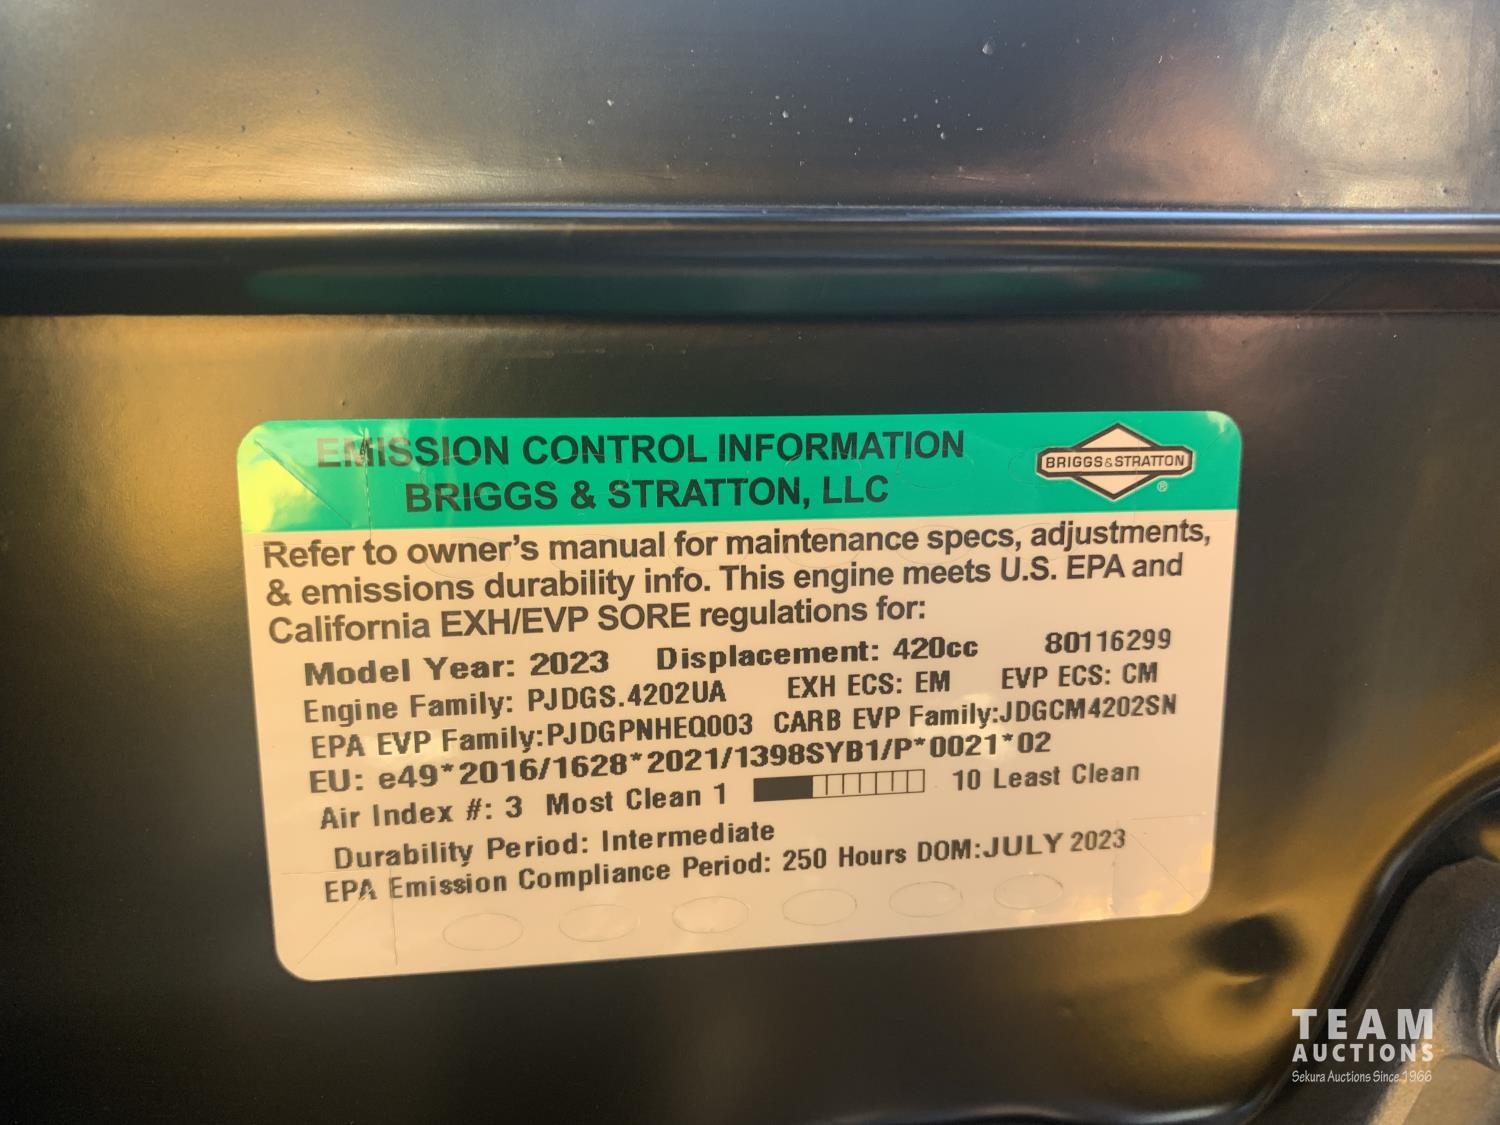 EMISSION CONTROL INFORMATION
BRIGGS & STRATTON, LLC
BRIGGS&STRATTON
®
Refer to owner's manual for maintenance specs, adjustments,
& emissions durability info. This engine meets U.S. EPA and
California EXH/EVP SORE regulations for:
Model Year: 2023 Displacement: 420cc 80116299
Engine Family: PJDGS.4202UA EXH ECS: EM EVP ECS: CM
EPA EVP Family:PJDGPNHEQ003 CARB EVP Family:JDGCM4202SN
EU: e49*2016/1628*2021/1398SYB1/P*0021*02
Air Index #: 3 Most Clean 1 10 Least Clean
Durability Period: Intermediate
EPA Emission Compliance Period: 250 Hours DOM:JULY 2023
TEAM
AUCTIONS
Sekura Auctions Since 1966